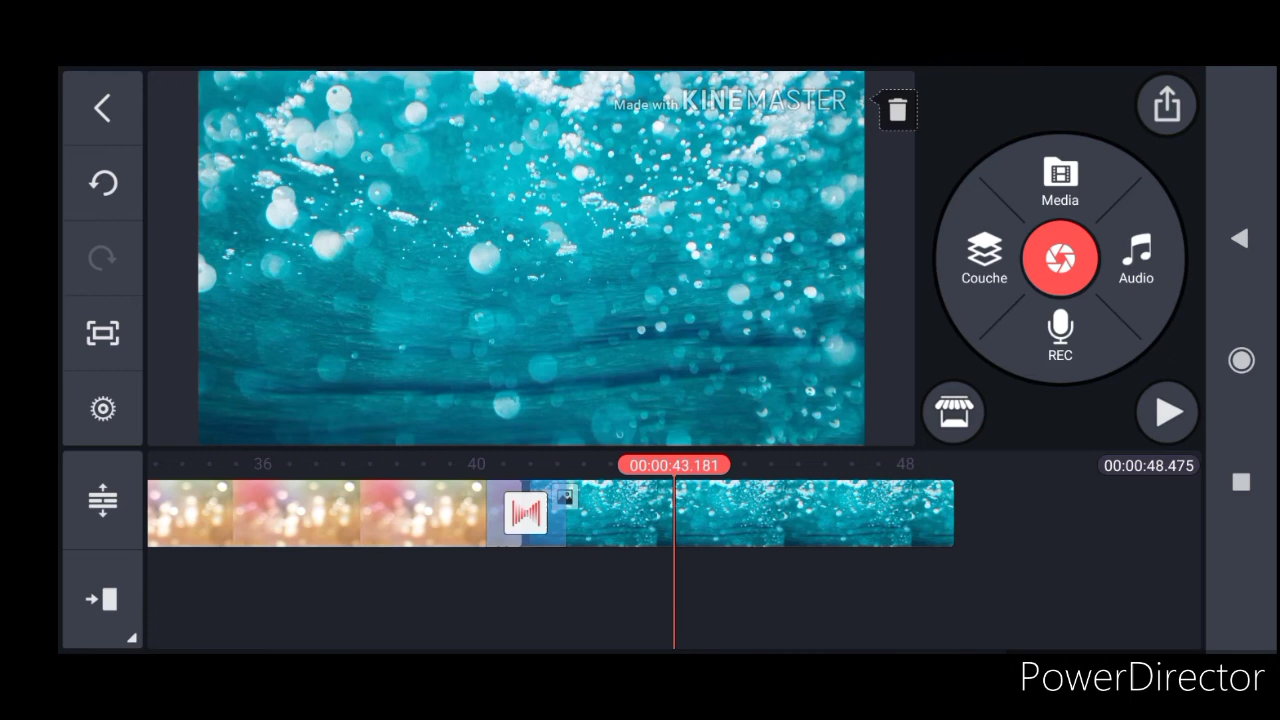 Made with KINEMASTER
Media
Couche
Audio
REC
36
40
00:00:43.181
48
00:00:48.475
PowerDirector